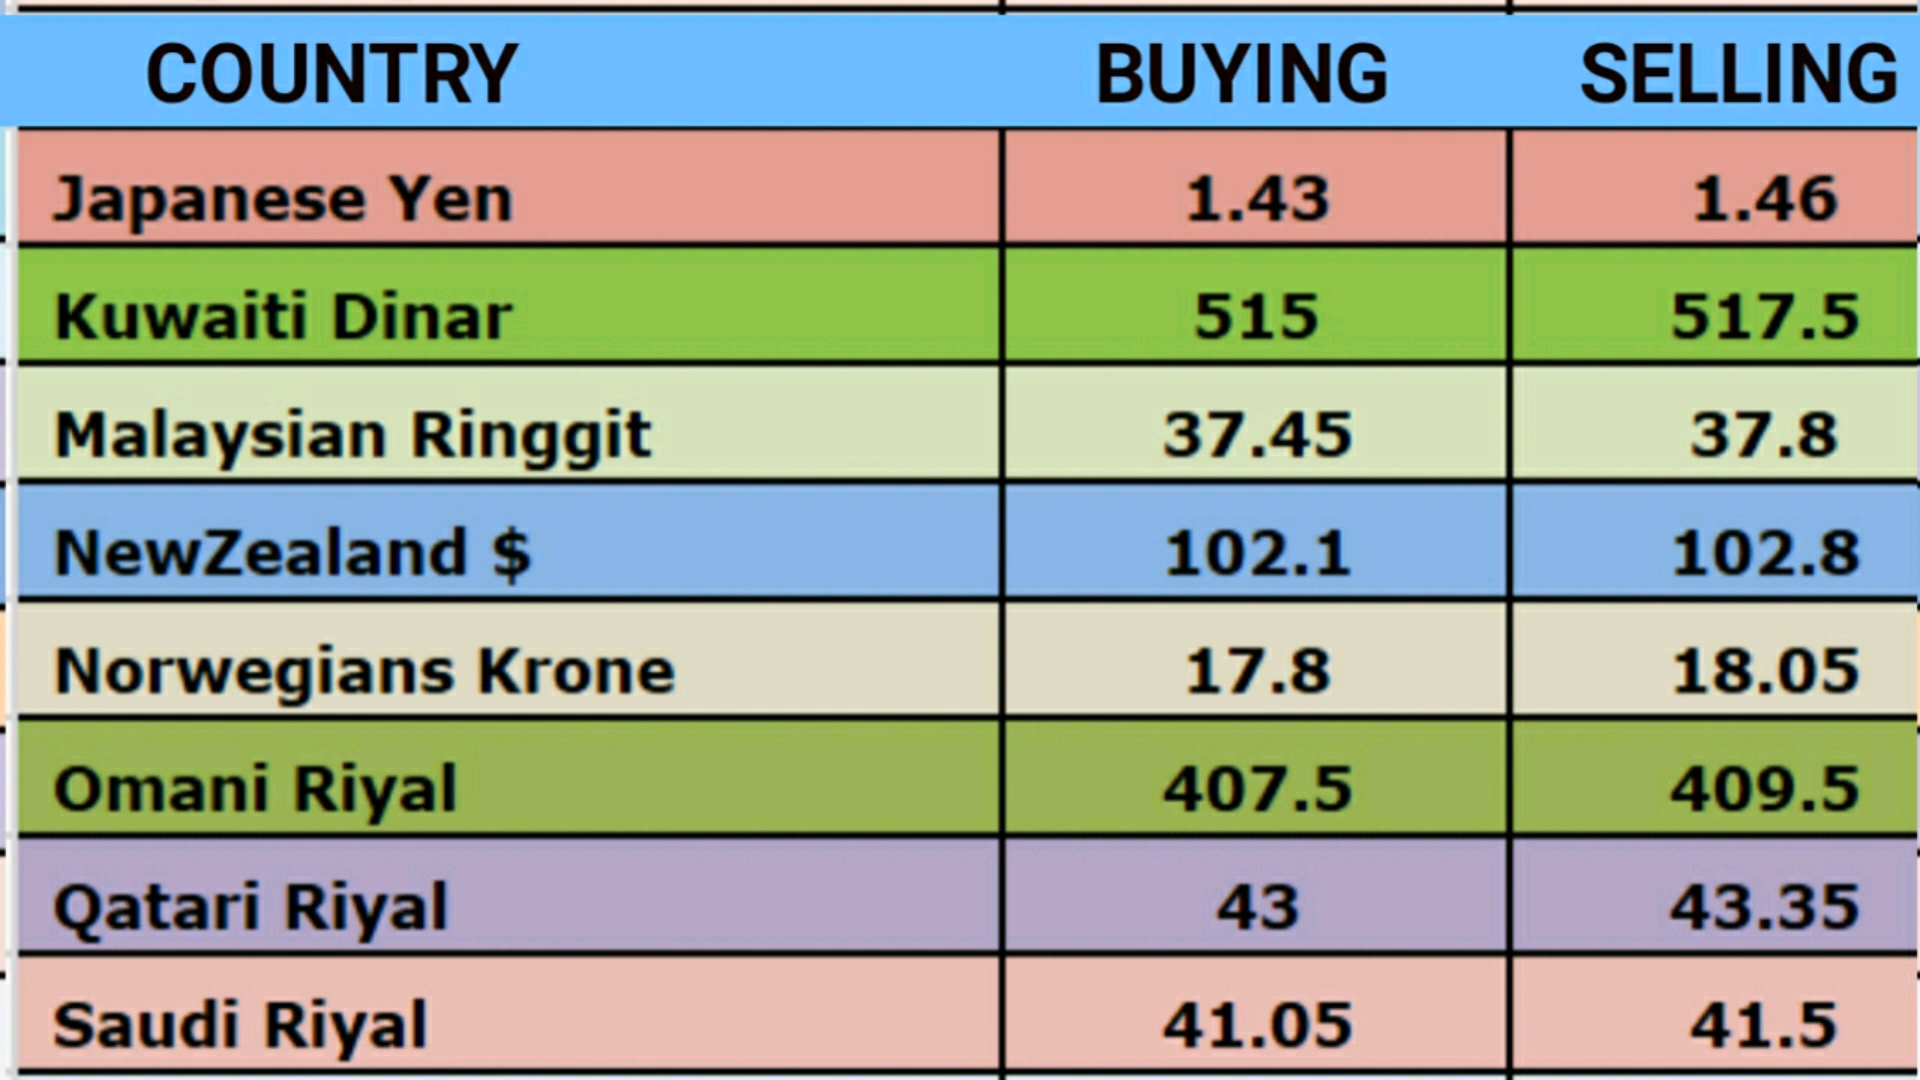 COUNTRY BUYING SELLING
Japanese Yen 1.43 1.46
Kuwaiti Dinar 515 517.5
Malaysian Ringgit 37.45 37.8
NewZealand $ 102.1 102.8
Norwegians Krone 17.8 18.05
Omani Riyal 407.5 409.5
Qatari Riyal 43 43.35
Saudi Riyal 41.05 41.5